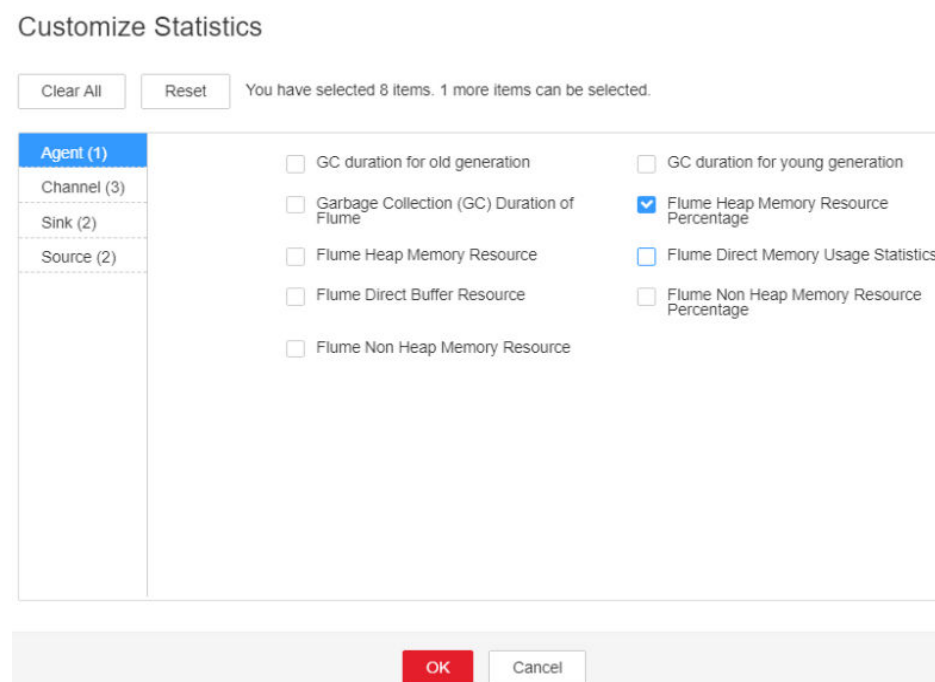 Customize Statistics
Clear All
Reset
You have selected 8 items. 1 more items can be selected.
Agent (1)
Channel (3)
Sink (2)
Source (2)
GC duration for old generation
GC duration for young generation
Garbage Collection (GC) Duration of
Flume
Flume Heap Memory Resource
Percentage
Flume Heap Memory Resource
Flume Direct Memory Usage Statistics
Flume Direct Buffer Resource
Flume Non Heap Memory Resource
Percentage
Flume Non Heap Memory Resource
OK
Cancel